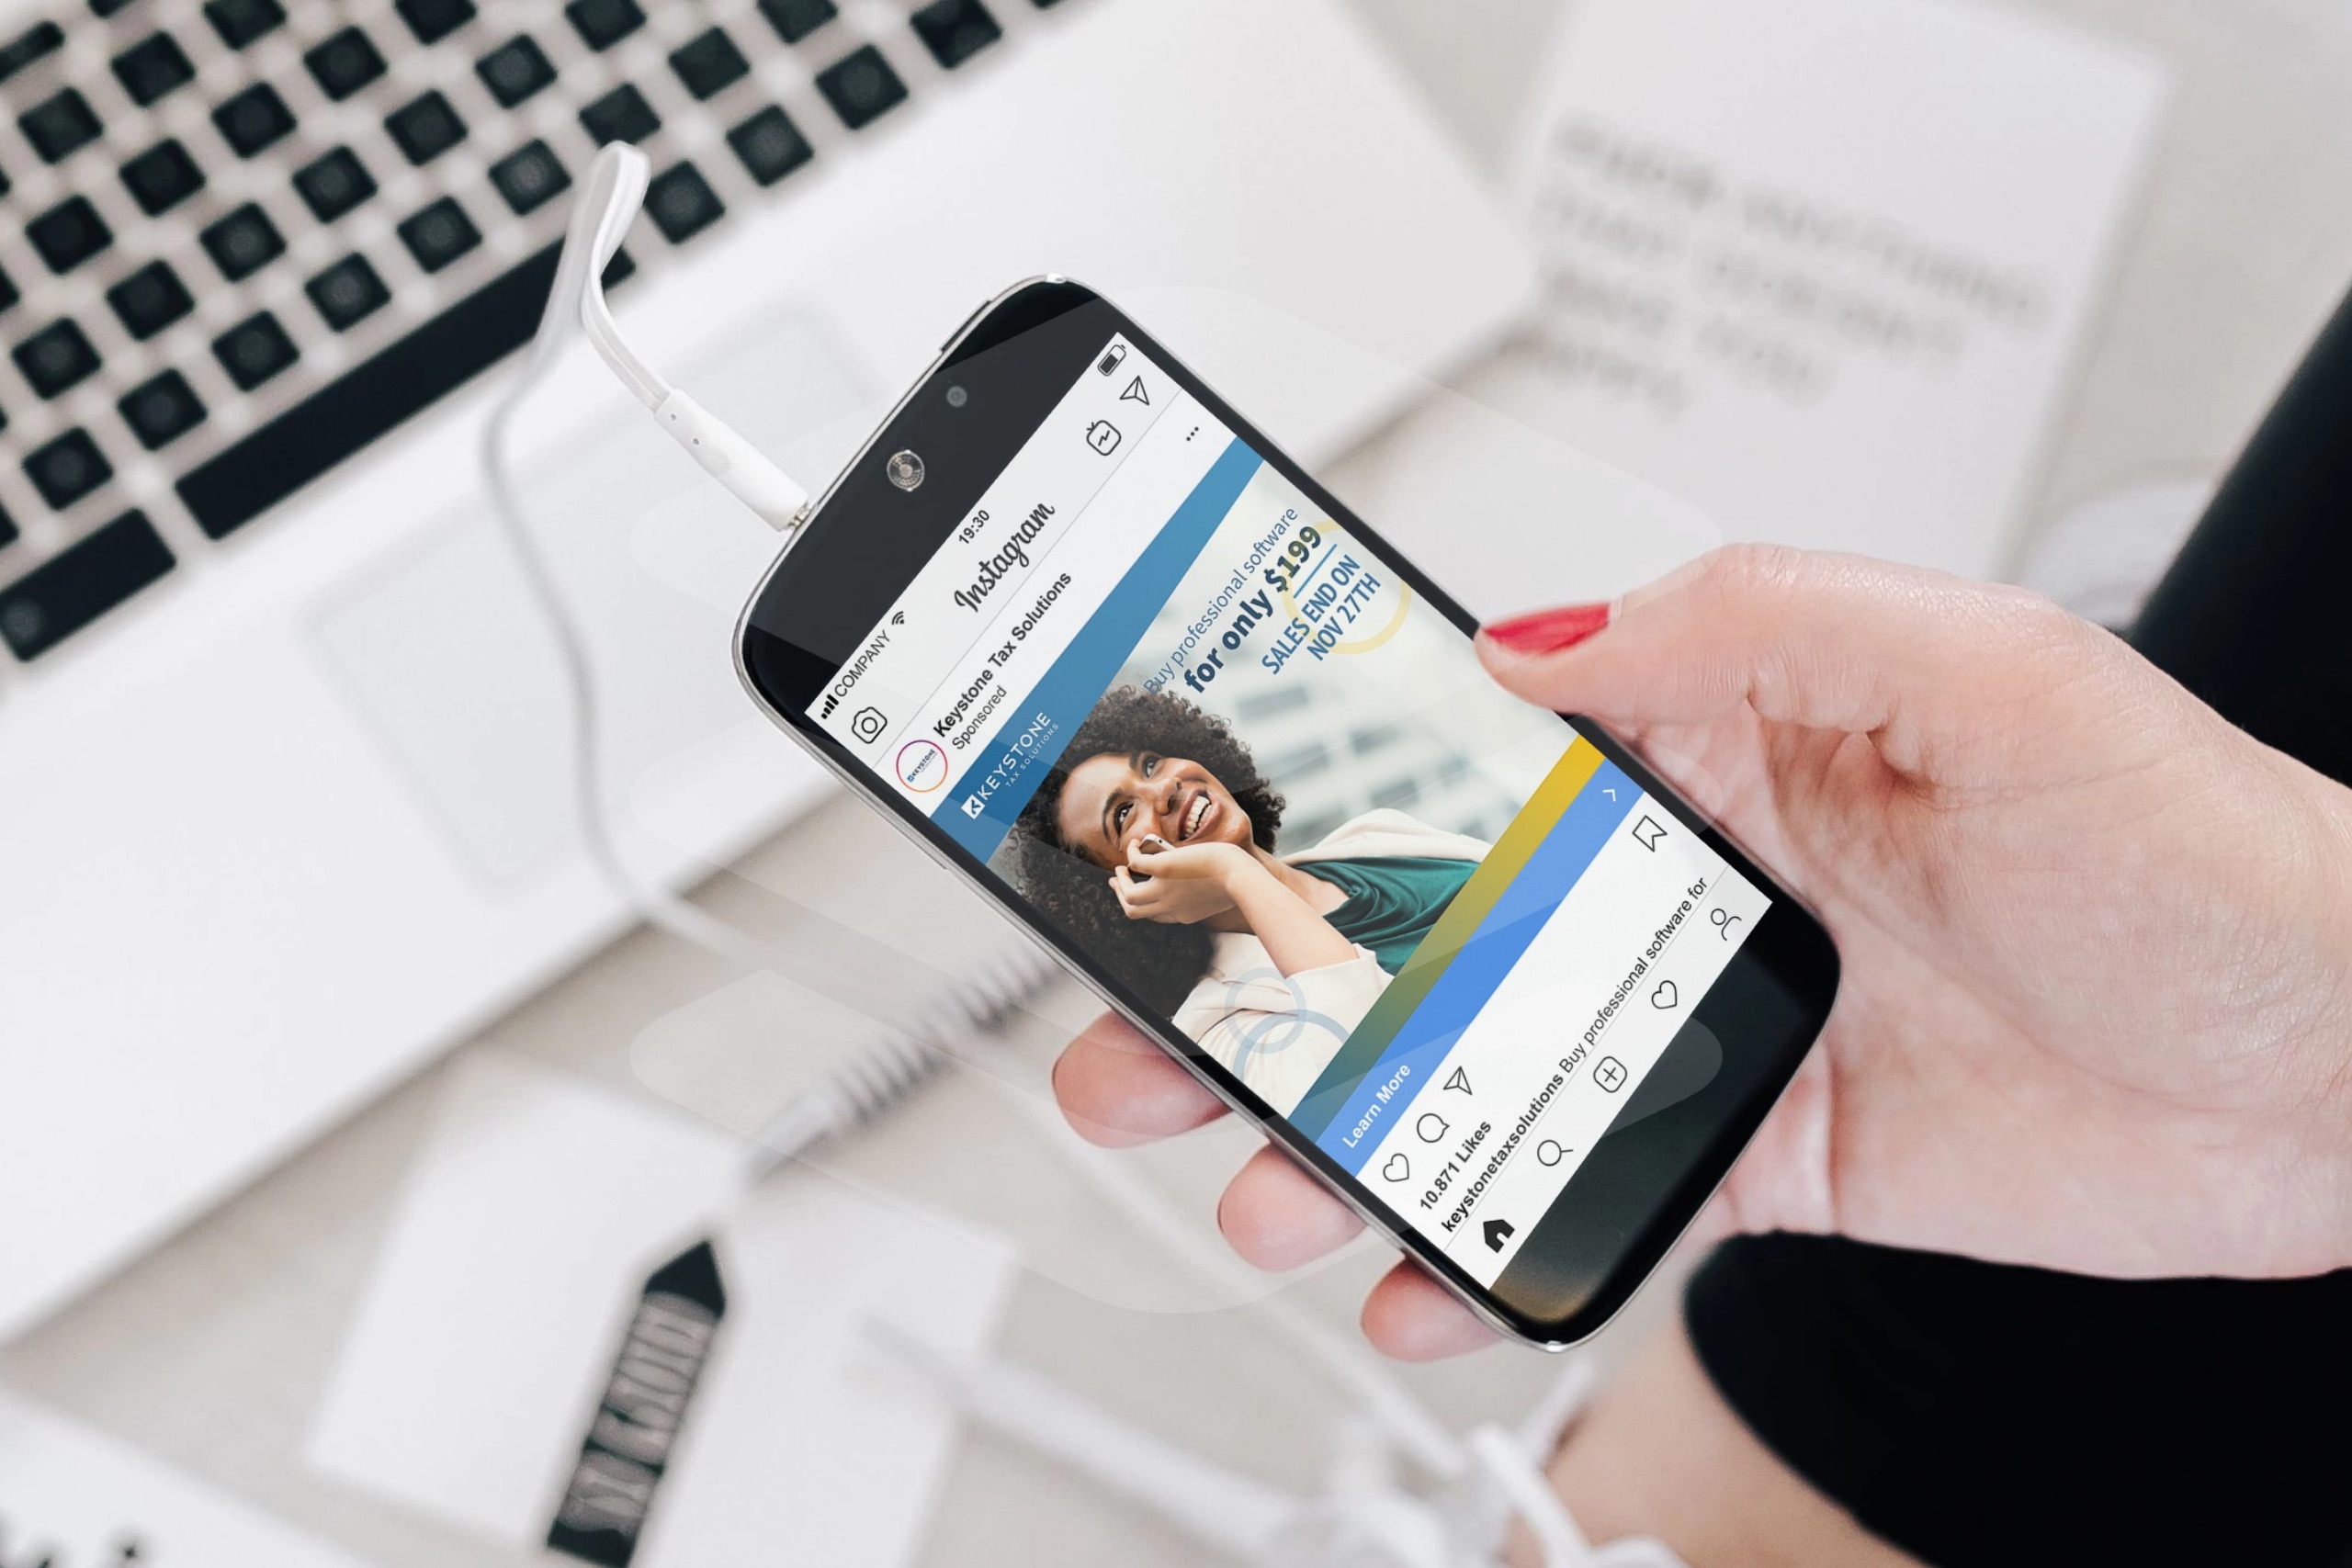 COMPANY 19:30
Instagram
Keystone Tax Solutions
Sponsored
KEYSTONE
KEYSTONE
TAX SOLUTIONS
Buy professional software
for only $199
SALES END ON
NOV 27TH
Learn More
10.871 Likes
keystonetaxsolutions Buy professional software for